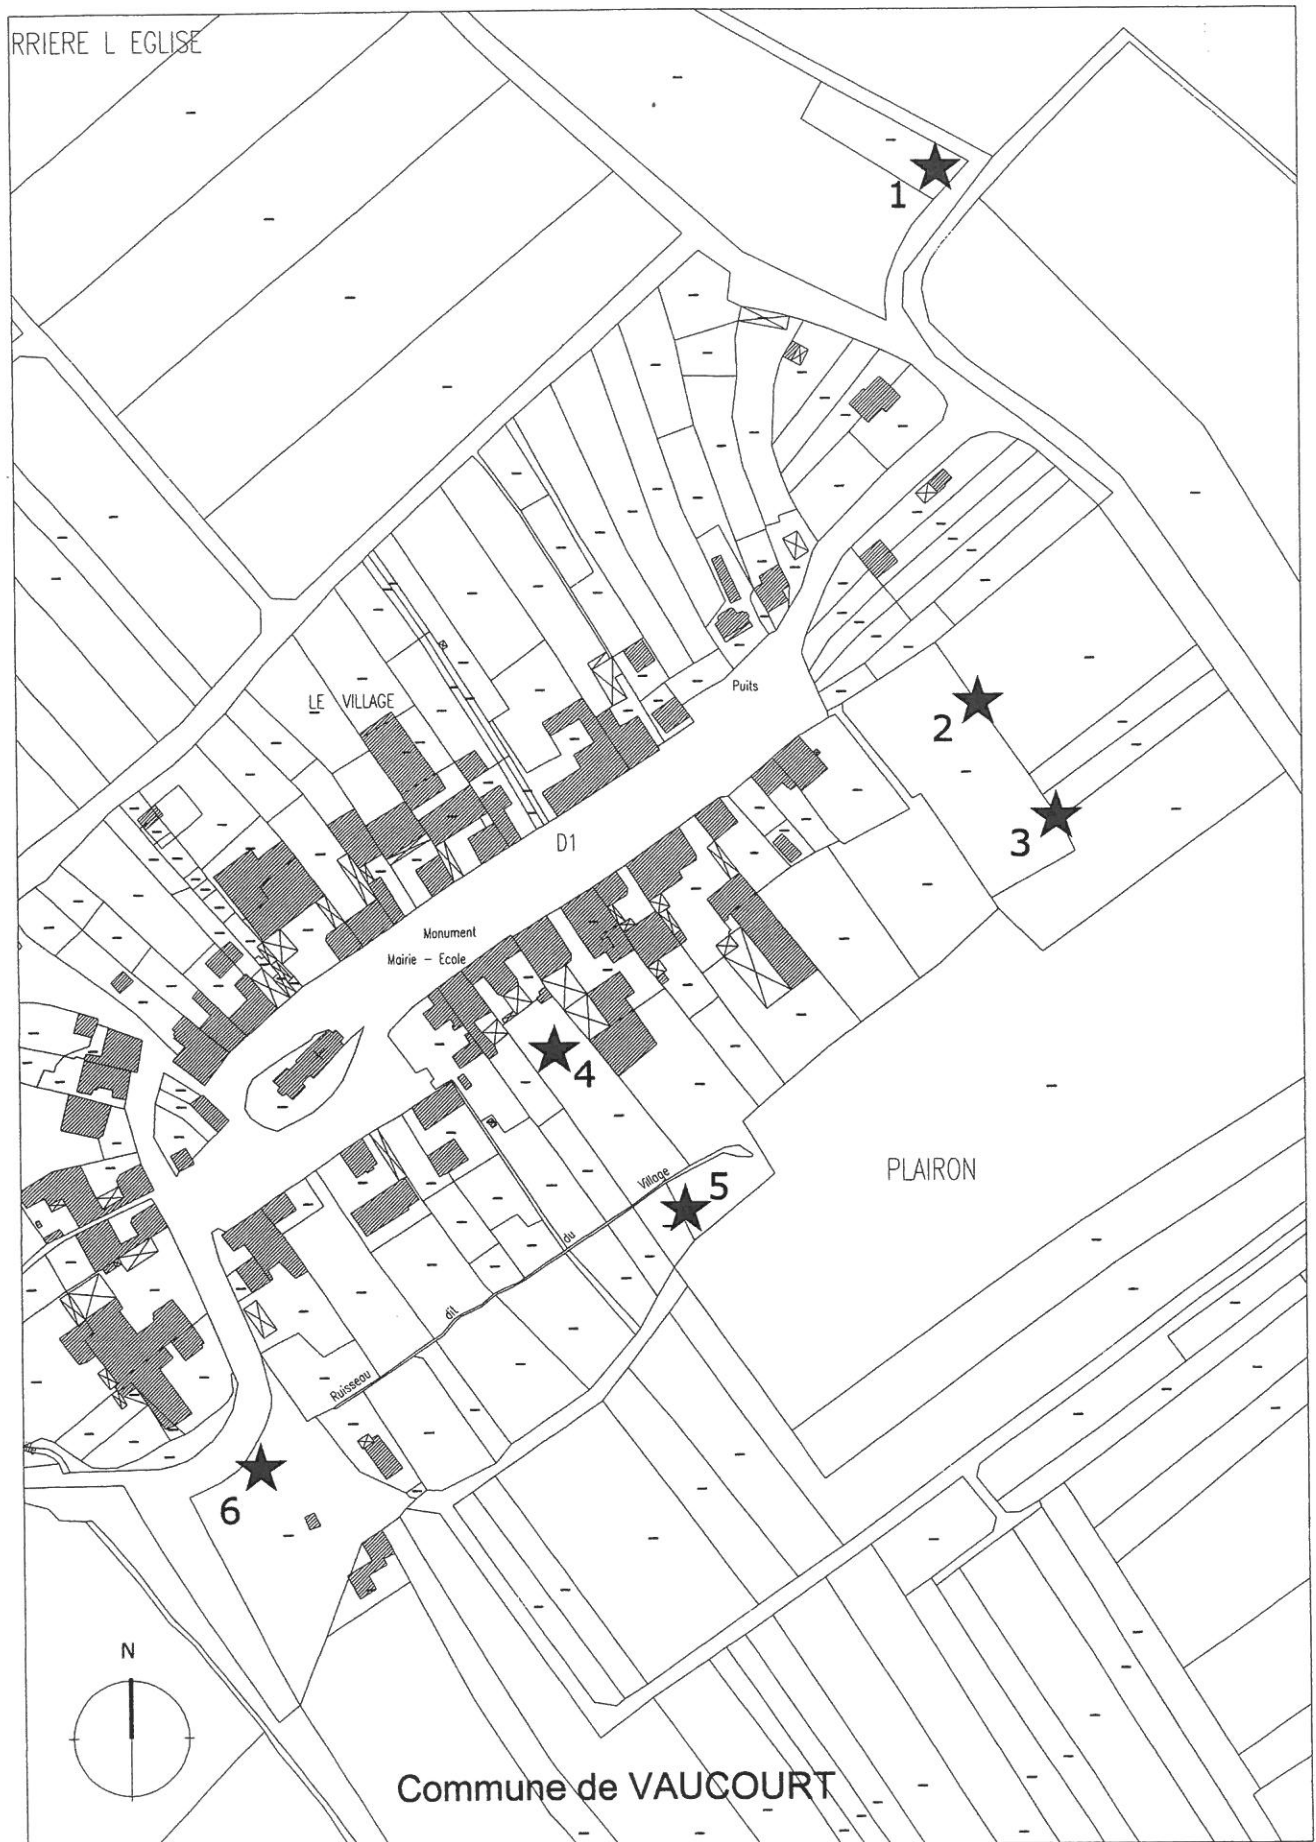 RRIERE L EGLISE
1
LE VILLAGE
Puits
2
3
D1
Monument
Mairie – Ecole
4
PLAIRON
5
Ruisseau dit du Village
6
N
Commune de VAUCOURT